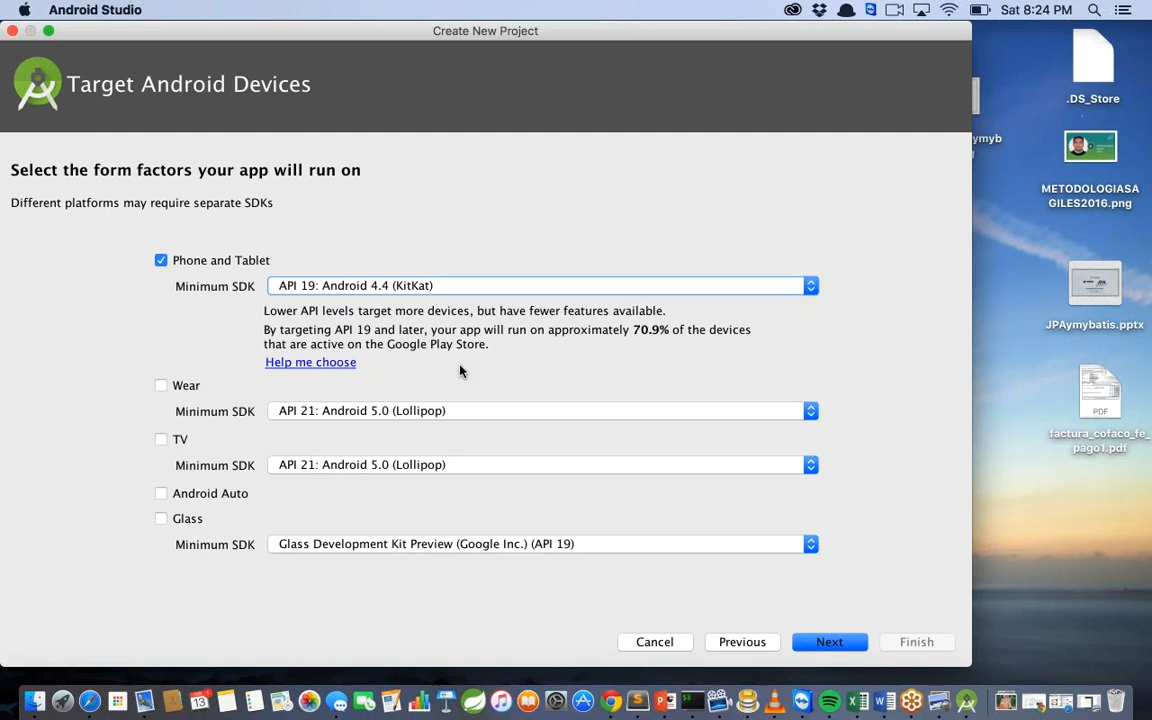 Android Studio
Sat 8:24 PM
Create New Project
Target Android Devices
Select the form factors your app will run on
Different platforms may require separate SDKs
Phone and Tablet
Minimum SDK
API 19: Android 4.4 (KitKat)
Lower API levels target more devices, but have fewer features available.
By targeting API 19 and later, your app will run on approximately 70.9% of the devices
that are active on the Google Play Store.
Help me choose
Wear
Minimum SDK
API 21: Android 5.0 (Lollipop)
TV
Minimum SDK
API 21: Android 5.0 (Lollipop)
Android Auto
Glass
Minimum SDK
Glass Development Kit Preview (Google Inc.) (API 19)
Cancel
Previous
Next
Finish
.DS_Store
ymyb
METODOLOGIASA
GILES2016.png
JPAymybatis.pptx
PDF
factura_cofaco_fe_
pago1.pdf
13